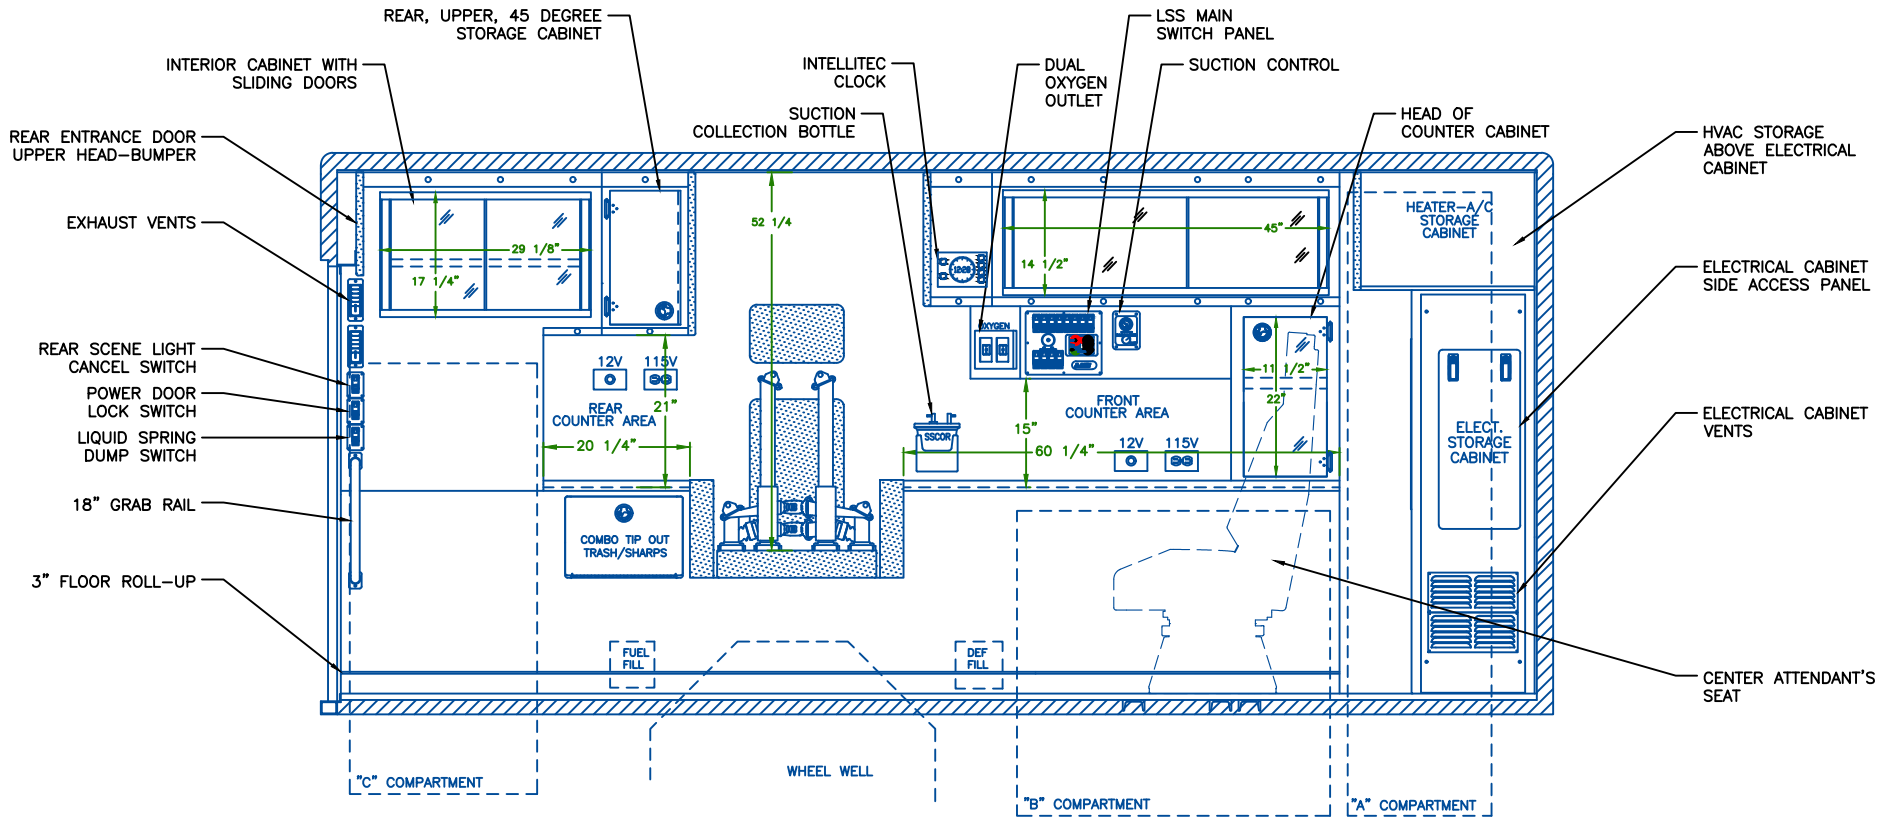 REAR, UPPER, 45 DEGREE
STORAGE CABINET
LSS MAIN
SWITCH PANEL
INTERIOR CABINET WITH
SLIDING DOORS
INTELLITEC
CLOCK
DUAL
OXYGEN
OUTLET
SUCTION CONTROL
SUCTION
COLLECTION BOTTLE
HEAD OF
COUNTER CABINET
REAR ENTRANCE DOOR
UPPER HEAD-BUMPER
HVAC STORAGE
ABOVE ELECTRICAL
CABINET
EXHAUST VENTS
52 1/4
29 1/8"
17 1/4"
45"
14 1/2"
12:28
HEATER-A/C
STORAGE
CABINET
ELECTRICAL CABINET
SIDE ACCESS PANEL
OXYGEN
REAR SCENE LIGHT
CANCEL SWITCH
POWER DOOR
LOCK SWITCH
LIQUID SPRING
DUMP SWITCH
12V
115V
REAR
COUNTER AREA
21"
20 1/4"
FRONT
COUNTER AREA
15"
60 1/4"
SSCOR
12V
115V
11 1/2"
22"
ELECT.
STORAGE
CABINET
ELECTRICAL CABINET
VENTS
18" GRAB RAIL
COMBO TIP OUT
TRASH/SHARPS
3" FLOOR ROLL-UP
FUEL
FILL
DEF
FILL
CENTER ATTENDANT'S
SEAT
"C" COMPARTMENT
WHEEL WELL
"B" COMPARTMENT
"A" COMPARTMENT